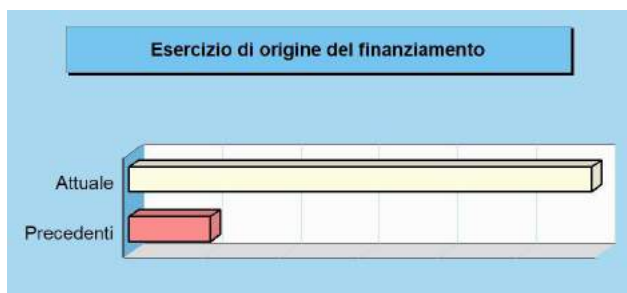 Esercizio di origine del finanziamento
Attuale
Precedenti